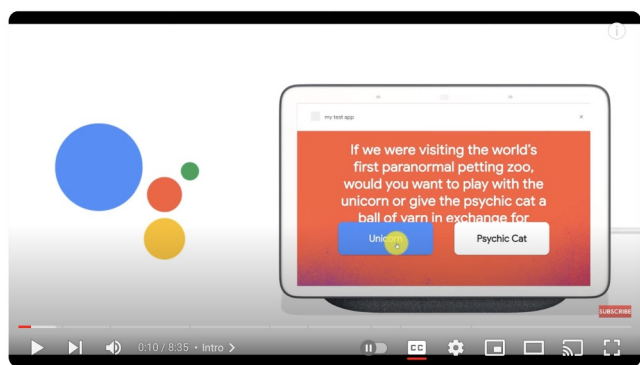 my test app
If we were visiting the world's
first paranormal petting zoo,
would you want to play with the
unicorn or give the psychic cat a
ball of yarn in exchange for
Unicorn
Psychic Cat
SUBSCRIBE
0:10 / 8:35 • Intro
CC